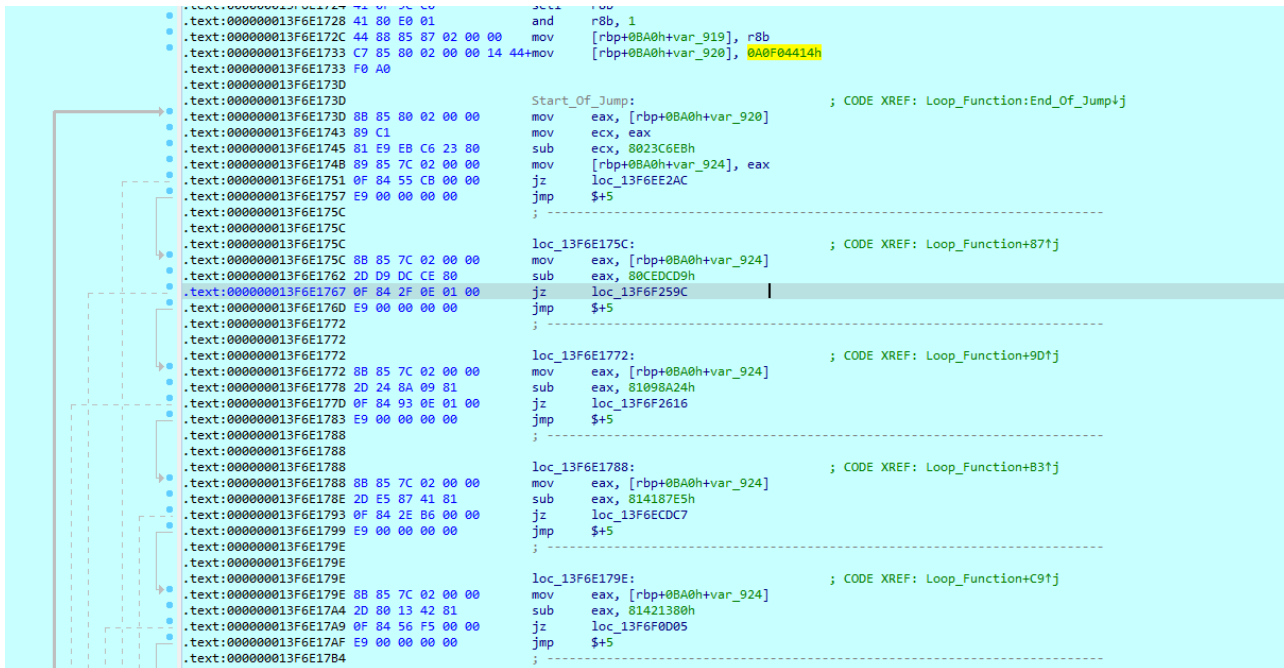 .text:000000013F6E1724 41 0F 9C C0 setl r8b
.text:000000013F6E1728 41 80 E0 01 and r8b, 1
.text:000000013F6E172C 44 88 85 87 02 00 00 mov [rbp+0BA0h+var_919], r8b
.text:000000013F6E1733 C7 85 80 02 00 00 14 44+mov [rbp+0BA0h+var_920], 0A0F04414h
.text:000000013F6E1733 F0 A0
.text:000000013F6E173D
.text:000000013F6E173D Start_Of_Jump: ; CODE XREF: Loop_Function:End_Of_Jump↓j
.text:000000013F6E173D 8B 85 80 02 00 00 mov eax, [rbp+0BA0h+var_920]
.text:000000013F6E1743 89 C1 mov ecx, eax
.text:000000013F6E1745 81 E9 EB C6 23 80 sub ecx, 8023C6EBh
.text:000000013F6E174B 89 85 7C 02 00 00 mov [rbp+0BA0h+var_924], eax
.text:000000013F6E1751 0F 84 55 CB 00 00 jz loc_13F6EE2AC
.text:000000013F6E1757 E9 00 00 00 00 jmp $+5
.text:000000013F6E175C ; ---------------------------------------------------------------------------
.text:000000013F6E175C
.text:000000013F6E175C loc_13F6E175C: ; CODE XREF: Loop_Function+87↑j
.text:000000013F6E175C 8B 85 7C 02 00 00 mov eax, [rbp+0BA0h+var_924]
.text:000000013F6E1762 2D D9 DC CE 80 sub eax, 80CEDCD9h
.text:000000013F6E1767 0F 84 2F 0E 01 00 jz loc_13F6F259C
.text:000000013F6E176D E9 00 00 00 00 jmp $+5
.text:000000013F6E1772 ; ---------------------------------------------------------------------------
.text:000000013F6E1772
.text:000000013F6E1772 loc_13F6E1772: ; CODE XREF: Loop_Function+9D↑j
.text:000000013F6E1772 8B 85 7C 02 00 00 mov eax, [rbp+0BA0h+var_924]
.text:000000013F6E1778 2D 24 8A 09 81 sub eax, 81098A24h
.text:000000013F6E177D 0F 84 93 0E 01 00 jz loc_13F6F2616
.text:000000013F6E1783 E9 00 00 00 00 jmp $+5
.text:000000013F6E1788 ; ---------------------------------------------------------------------------
.text:000000013F6E1788
.text:000000013F6E1788 loc_13F6E1788: ; CODE XREF: Loop_Function+B3↑j
.text:000000013F6E1788 8B 85 7C 02 00 00 mov eax, [rbp+0BA0h+var_924]
.text:000000013F6E178E 2D E5 87 41 81 sub eax, 814187E5h
.text:000000013F6E1793 0F 84 2E B6 00 00 jz loc_13F6ECDC7
.text:000000013F6E1799 E9 00 00 00 00 jmp $+5
.text:000000013F6E179E ; ---------------------------------------------------------------------------
.text:000000013F6E179E
.text:000000013F6E179E loc_13F6E179E: ; CODE XREF: Loop_Function+C9↑j
.text:000000013F6E179E 8B 85 7C 02 00 00 mov eax, [rbp+0BA0h+var_924]
.text:000000013F6E17A4 2D 80 13 42 81 sub eax, 81421380h
.text:000000013F6E17A9 0F 84 56 F5 00 00 jz loc_13F6F0D05
.text:000000013F6E17AF E9 00 00 00 00 jmp $+5
.text:000000013F6E17B4 ; ---------------------------------------------------------------------------